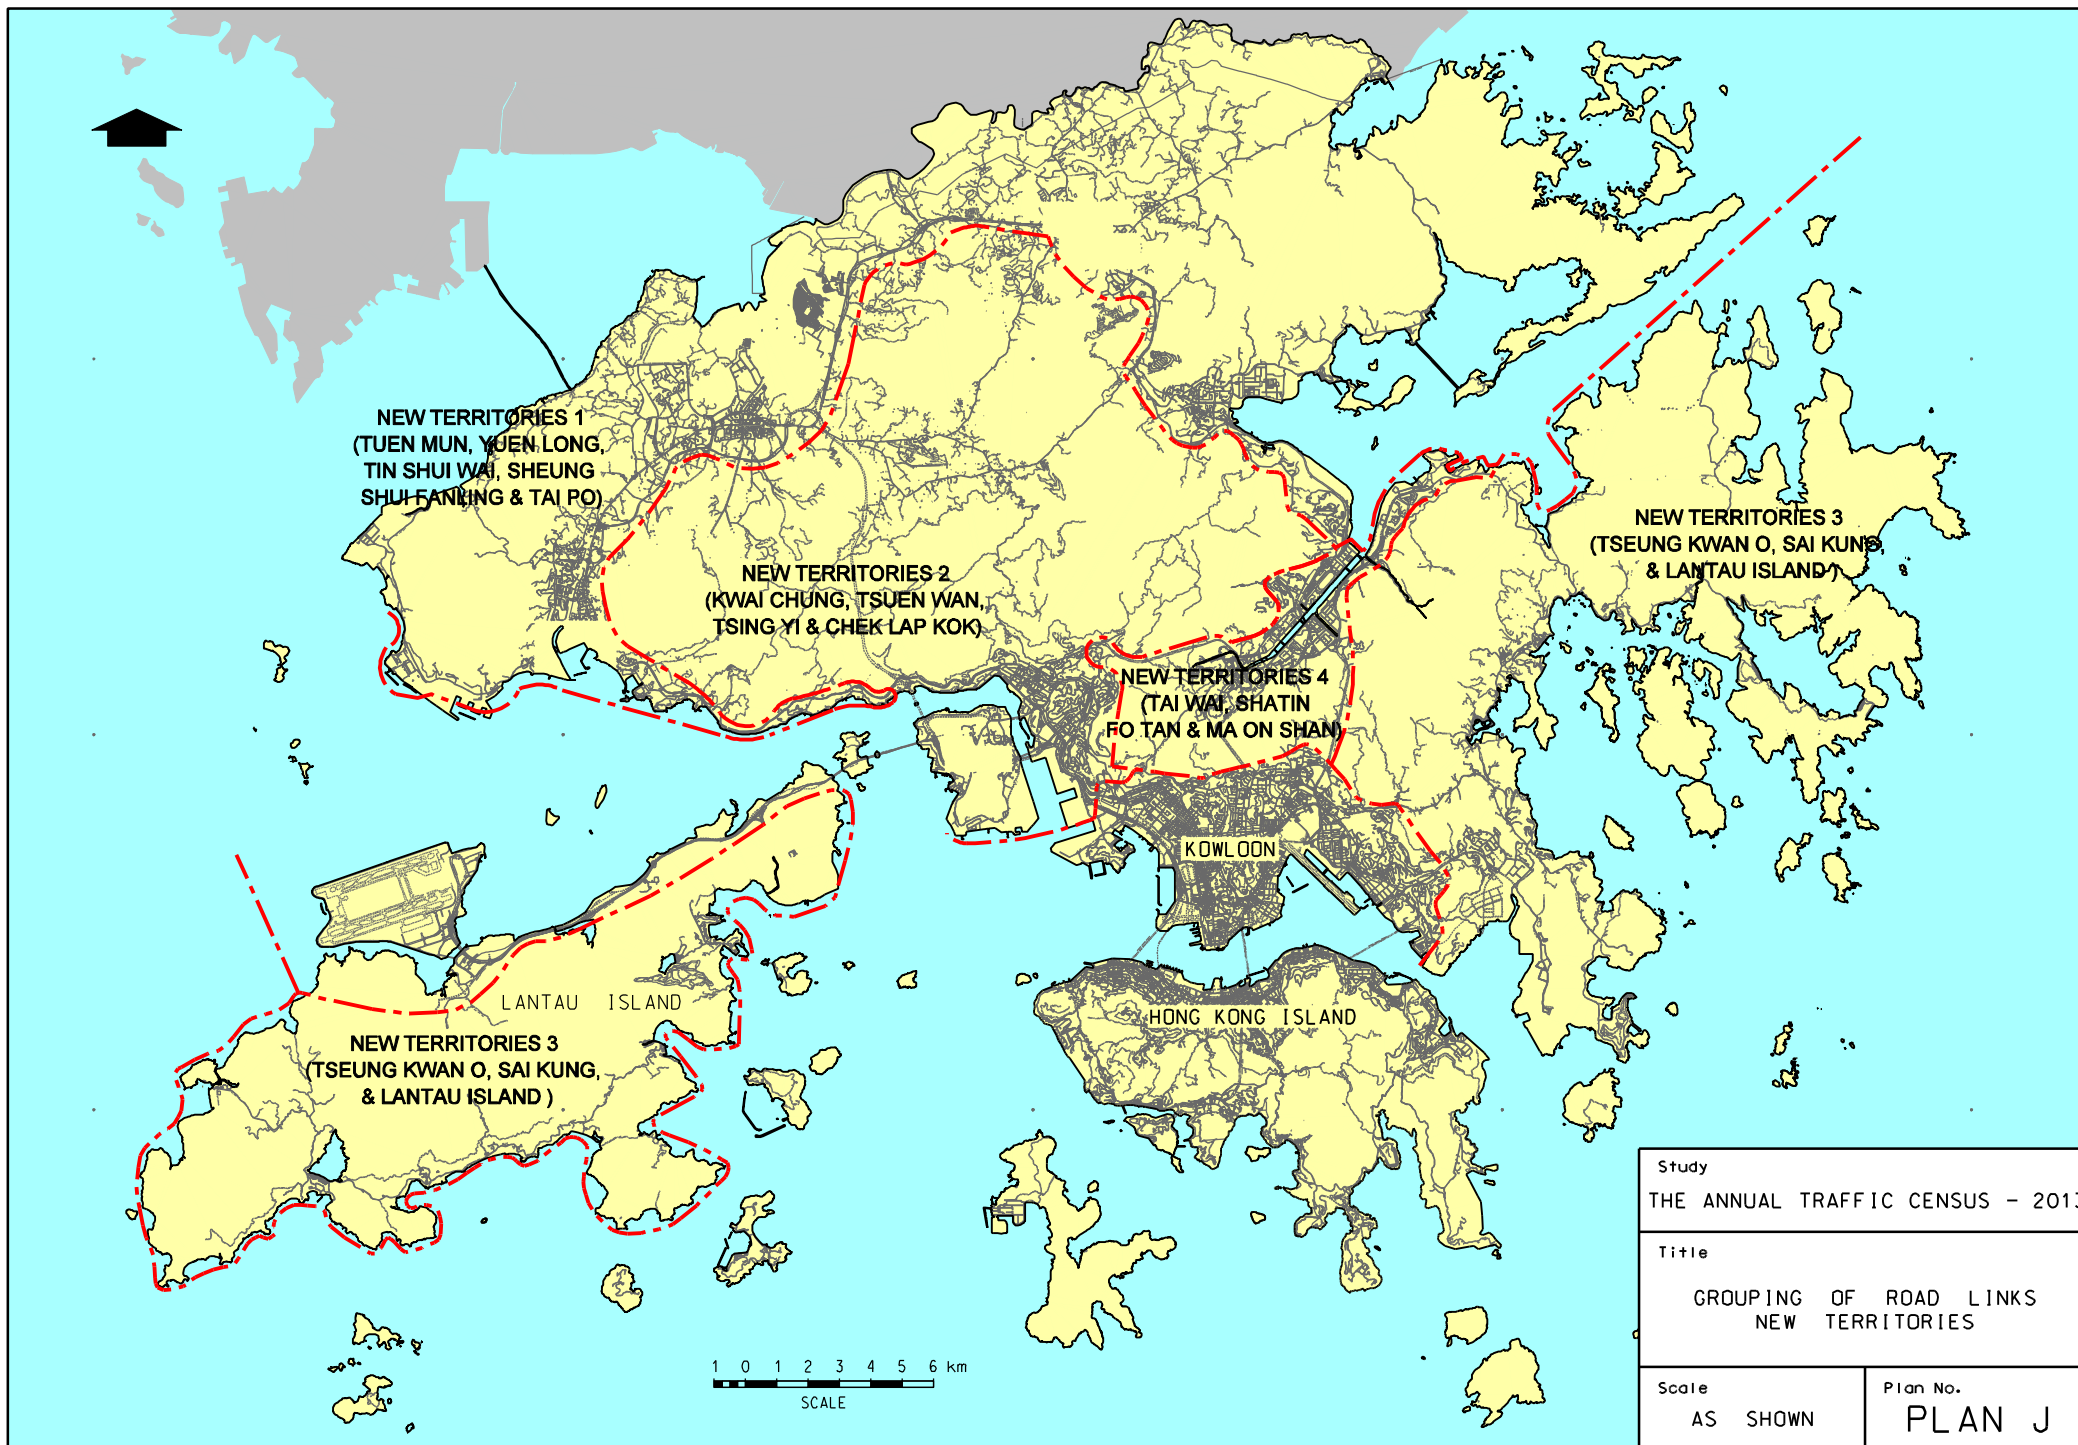 NEW TERRITORIES 1
(TUEN MUN, YUEN LONG,
TIN SHUI WAI, SHEUNG
SHUI FANLING & TAI PO)
NEW TERRITORIES 2
(KWAI CHUNG, TSUEN WAN,
TSING YI & CHEK LAP KOK)
NEW TERRITORIES 3
(TSEUNG KWAN O, SAI KUNG,
& LANTAU ISLAND )
NEW TERRITORIES 4
(TAI WAI, SHATIN
FO TAN & MA ON SHAN)
KOWLOON
LANTAU ISLAND
HONG KONG ISLAND
NEW TERRITORIES 3
(TSEUNG KWAN O, SAI KUNG,
& LANTAU ISLAND )
1 0 1 2 3 4 5 6 km
SCALE
Study
THE ANNUAL TRAFFIC CENSUS - 2013
Title
GROUPING OF ROAD LINKS
NEW TERRITORIES
Scale
AS SHOWN
Plan No.
PLAN J